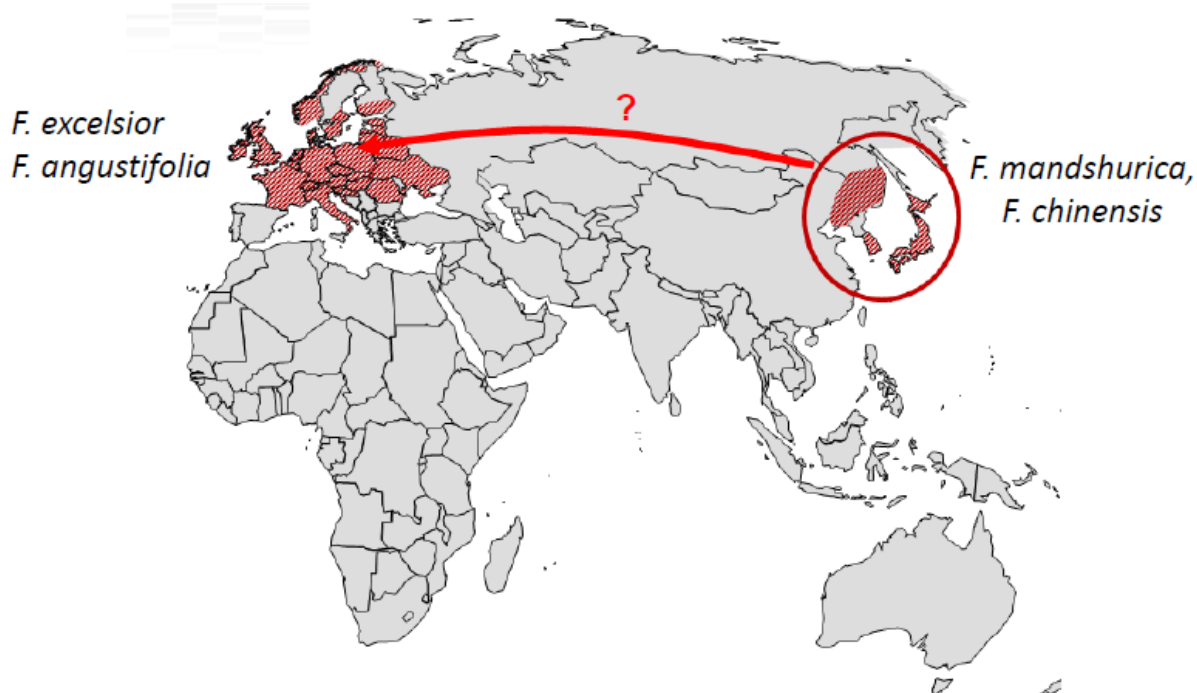 ?
F. excelsior
F. angustifolia
F. mandshurica,
F. chinensis